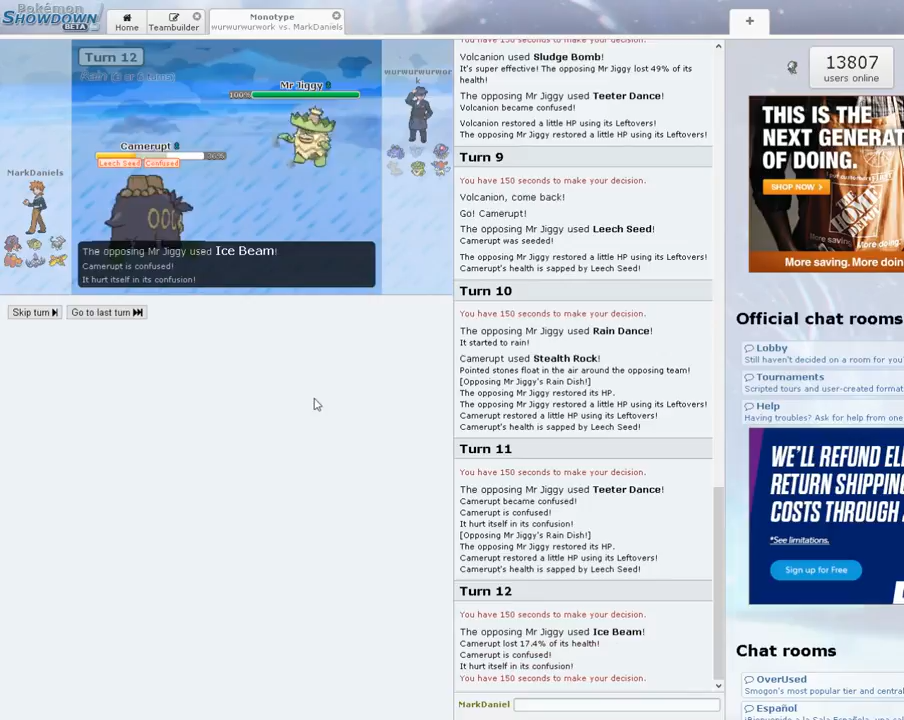 Pokémon
SHOWDOWN
BETA
Home
Teambuilder
Monotype
wurwurwurwork vs. MarkDaniels
+
Turn 12
Mr Jiggy
100%
Camerupt
36%
Leech Seed Confused
MarkDaniels
wurwurwurwor
k
The opposing Mr Jiggy used Ice Beam!
Camerupt is confused!
It hurt itself in its confusion!
Skip turn
Go to last turn
You have 150 seconds to make your decision.
Volcanion used Sludge Bomb!
It's super effective! The opposing Mr Jiggy lost 49% of its
health!
The opposing Mr Jiggy used Teeter Dance!
Volcanion became confused!
Volcanion restored a little HP using its Leftovers!
The opposing Mr Jiggy restored a little HP using its Leftovers!
Turn 9
You have 150 seconds to make your decision.
Volcanion, come back!
Go! Camerupt!
The opposing Mr Jiggy used Leech Seed!
Camerupt was seeded!
The opposing Mr Jiggy restored a little HP using its Leftovers!
Camerupt's health is sapped by Leech Seed!
Turn 10
You have 150 seconds to make your decision.
The opposing Mr Jiggy used Rain Dance!
It started to rain!
Camerupt used Stealth Rock!
Pointed stones float in the air around the opposing team!
[Opposing Mr Jiggy's Rain Dish!]
The opposing Mr Jiggy restored its HP.
The opposing Mr Jiggy restored a little HP using its Leftovers!
Camerupt restored a little HP using its Leftovers!
Camerupt's health is sapped by Leech Seed!
Turn 11
You have 150 seconds to make your decision.
The opposing Mr Jiggy used Teeter Dance!
Camerupt became confused!
Camerupt is confused!
It hurt itself in its confusion!
[Opposing Mr Jiggy's Rain Dish!]
The opposing Mr Jiggy restored its HP.
Camerupt restored a little HP using its Leftovers!
Camerupt's health is sapped by Leech Seed!
Turn 12
You have 150 seconds to make your decision.
The opposing Mr Jiggy used Ice Beam!
Camerupt lost 17.4% of its health!
Camerupt is confused!
It hurt itself in its confusion!
You have 150 seconds to make your decision.
MarkDaniel
13807
users online
THIS IS THE
NEXT GENERAT
OF DOING.
SHOP NOW
THE HOME DEPOT
More saving. More doin
Official chat rooms
Lobby
Still haven't decided on a room for you
Tournaments
Scripted tours and user-created format
Help
Having troubles? Ask for help from one
WE'LL REFUND EL
RETURN SHIPPIN
COSTS THROUGH
*See limitations.
Sign up for Free
Chat rooms
OverUsed
Smogon's most popular tier and central
Español